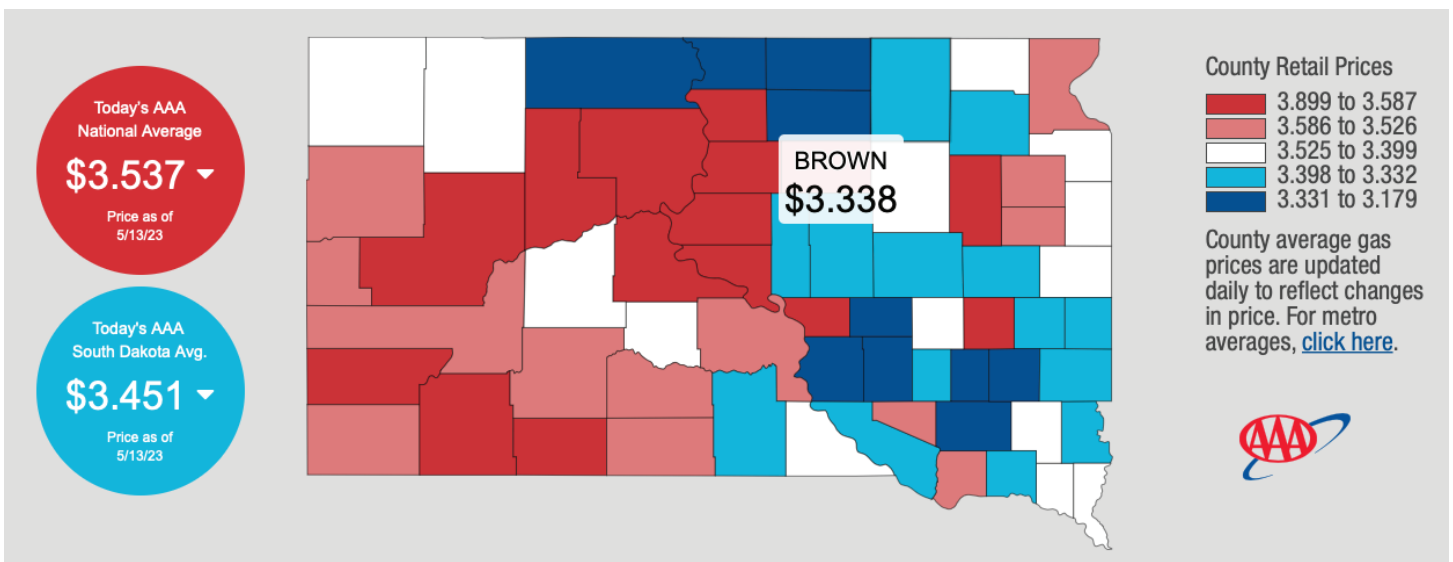 Today's AAA
National Average
$3.537
Price as of
5/13/23
Today's AAA
South Dakota Avg.
$3.451
Price as of
5/13/23
BROWN
$3.338
County Retail Prices
3.899 to 3.587
3.586 to 3.526
3.525 to 3.399
3.398 to 3.332
3.331 to 3.179
County average gas
prices are updated
daily to reflect changes
in price. For metro
averages, click here.
AAA